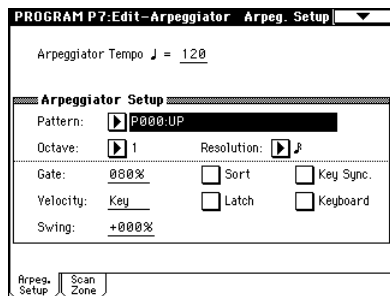 PROGRAM P7:Edit-Arpeggiator Arpeg. Setup
Arpeggiator Tempo ♩ = 120
Arpeggiator Setup
Pattern: P000:UP
Octave: 1 Resolution: ♪
Gate: 080% Sort Key Sync.
Velocity: Key Latch Keyboard
Swing: +000%
Arpeg. Setup Scan Zone